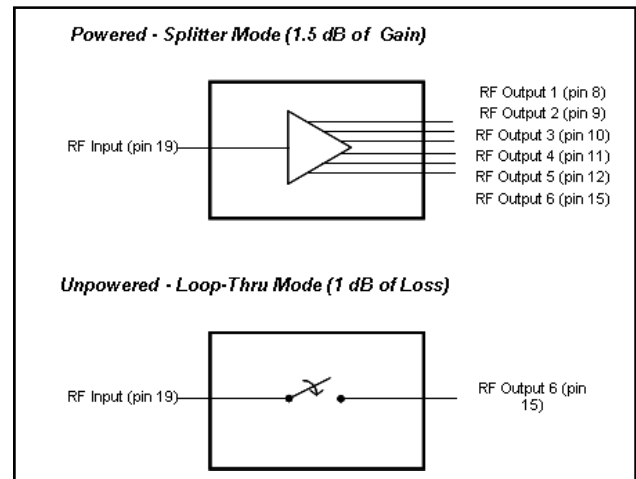 Powered - Splitter Mode (1.5 dB of Gain)
RF Output 1 (pin 8)
RF Output 2 (pin 9)
RF Input (pin 19)
RF Output 3 (pin 10)
RF Output 4 (pin 11)
RF Output 5 (pin 12)
RF Output 6 (pin 15)
Unpowered - Loop-Thru Mode (1 dB of Loss)
RF Input (pin 19)
RF Output 6 (pin
15)